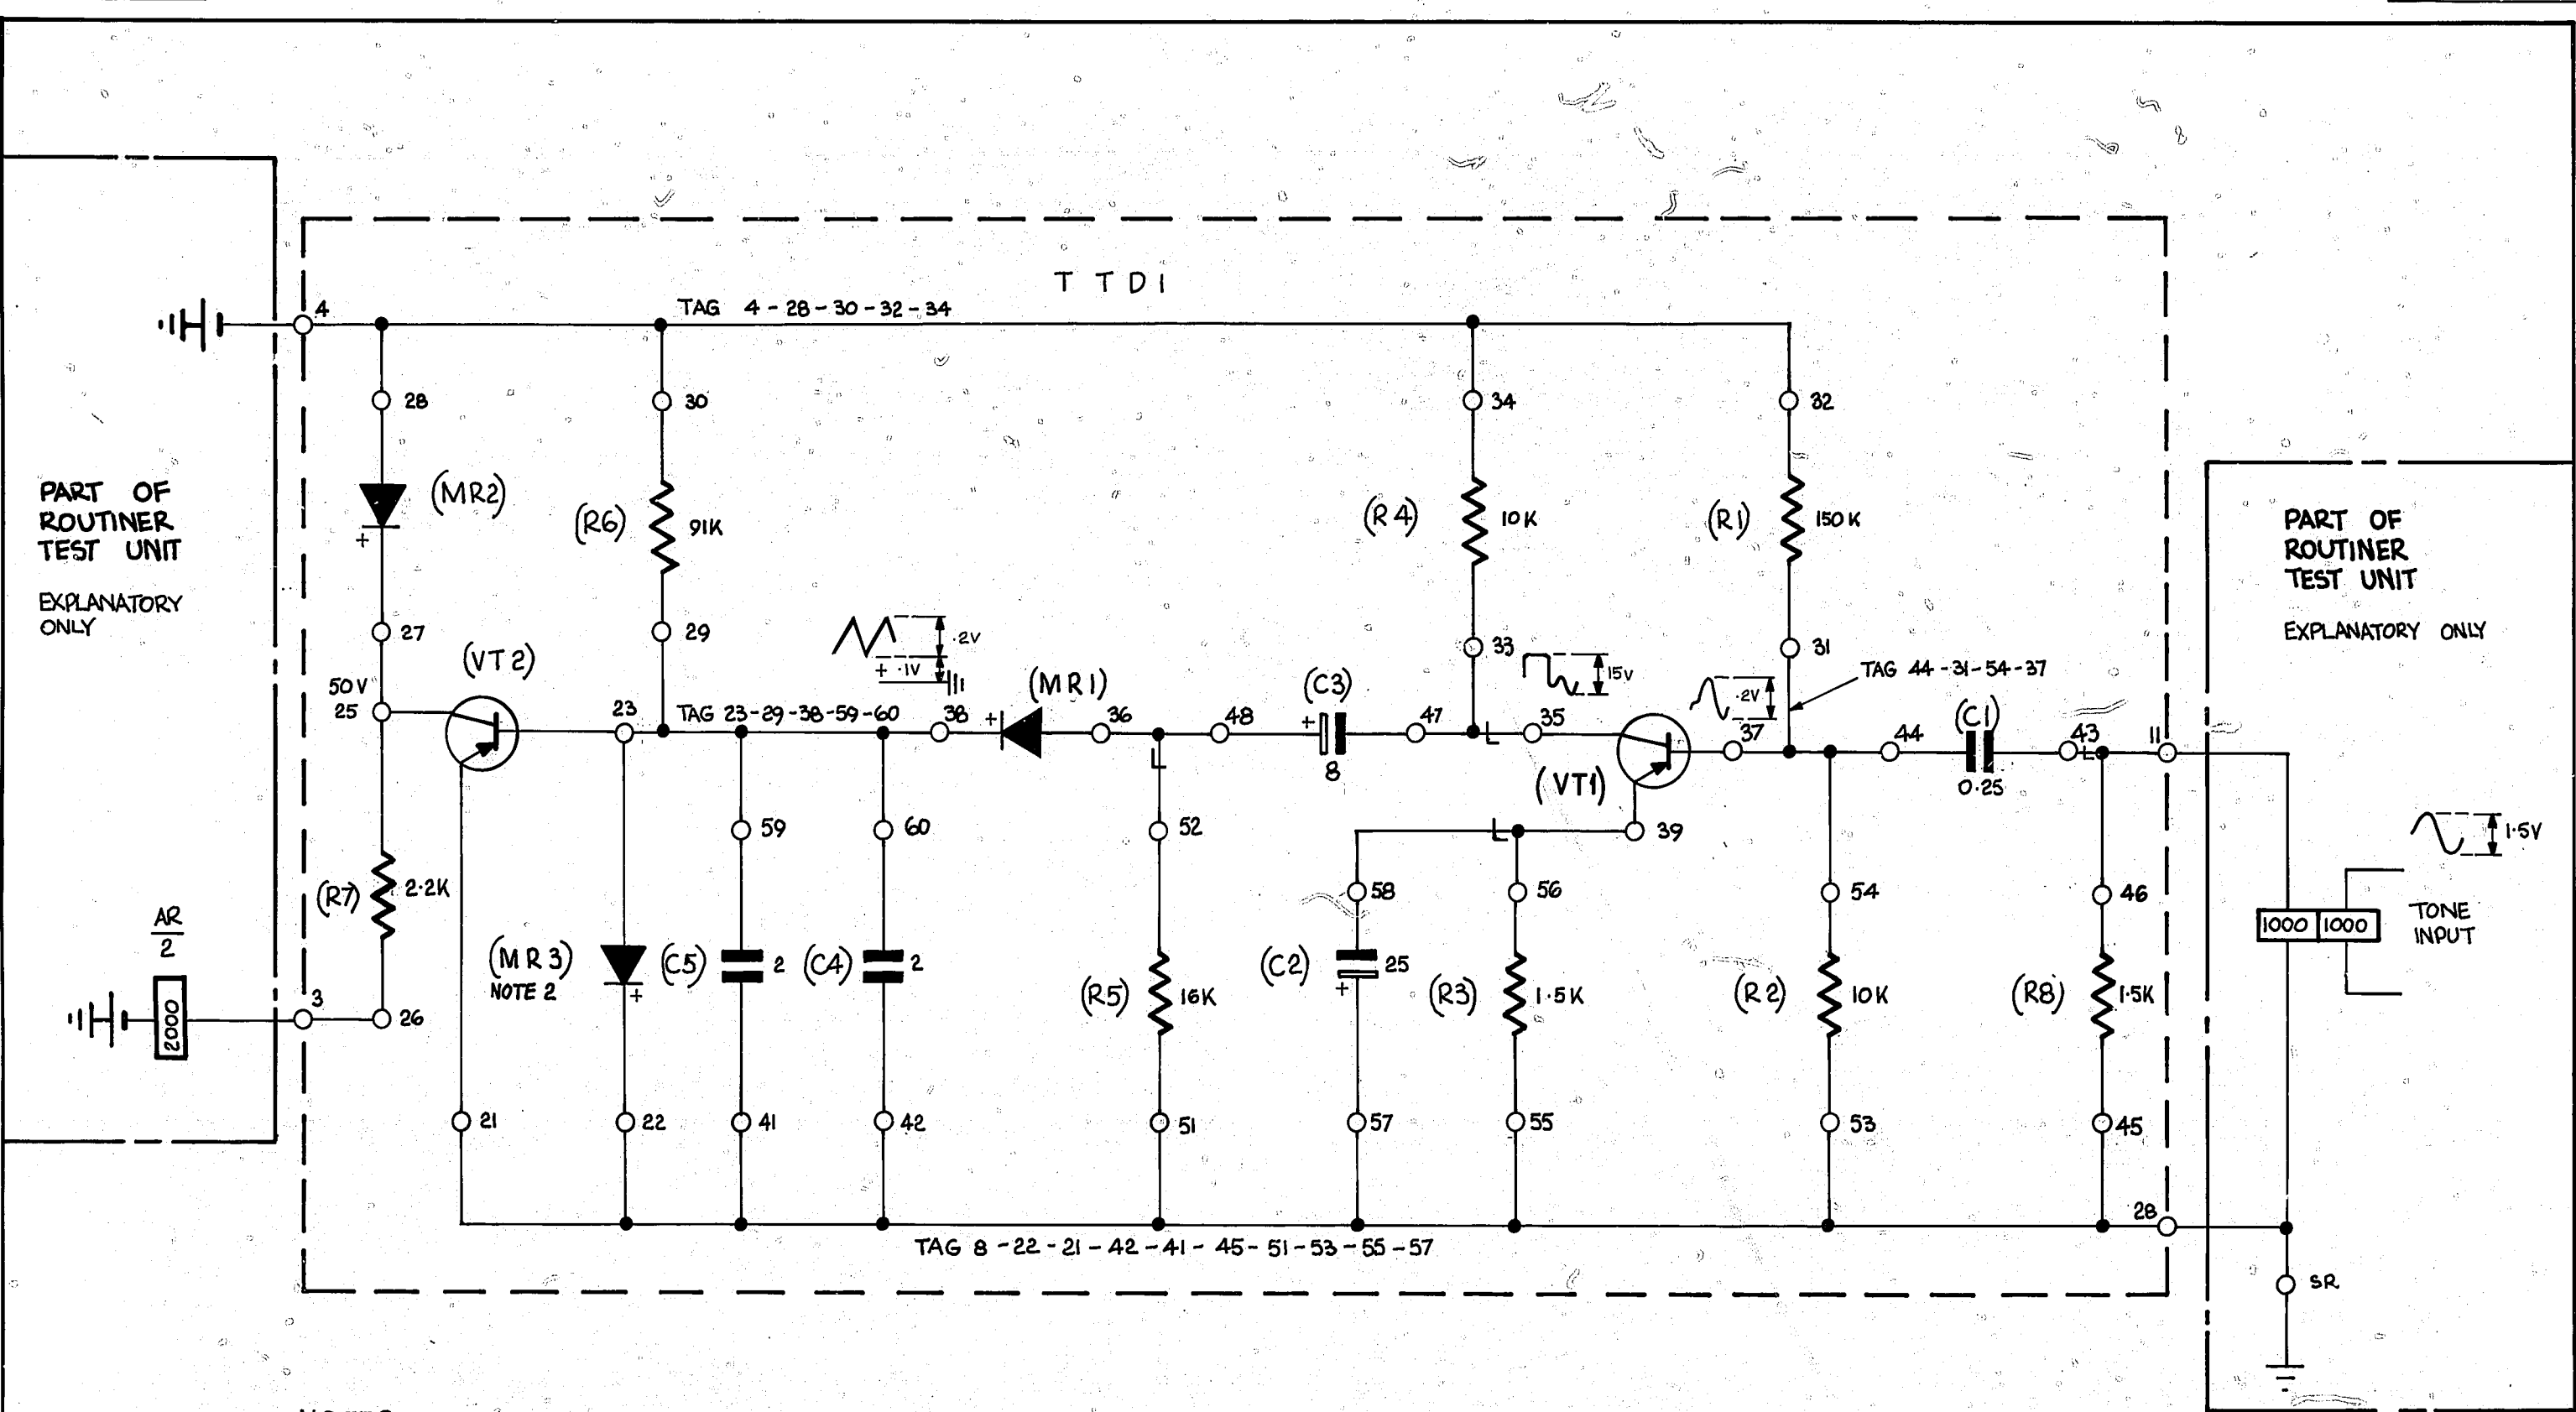 T TD1
TAG 4-28-30-32-34
4
28
30
34
32
PART OF
ROUTINER
TEST UNIT
EXPLANATORY
ONLY
(MR2)
+
(R6)
91K
(R4)
10K
(R1)
150K
PART OF
ROUTINER
TEST UNIT
EXPLANATORY ONLY
27
29
33
31
.2V
+ .1V
15V
.2V
TAG 44-31-54-37
50V
25
(VT2)
23
TAG 23-29-38-59-60
38
+
(MR1)
36
48
(C3)
+
8
47
35
(VT1)
37
44
(C1)
0.25
43
11
59
60
52
39
1.5V
TONE
INPUT
1000
1000
(R7)
2.2K
58
56
54
46
AR
2
2000
3
26
(MR3)
NOTE 2
+
(C5)
2
(C4)
2
(R5)
16K
(C2)
25
+
(R3)
1.5K
(R2)
10K
(R8)
1.5K
21
22
41
42
51
57
55
53
45
28
TAG 8-22-21-42-41-45-51-53-55-57
SR